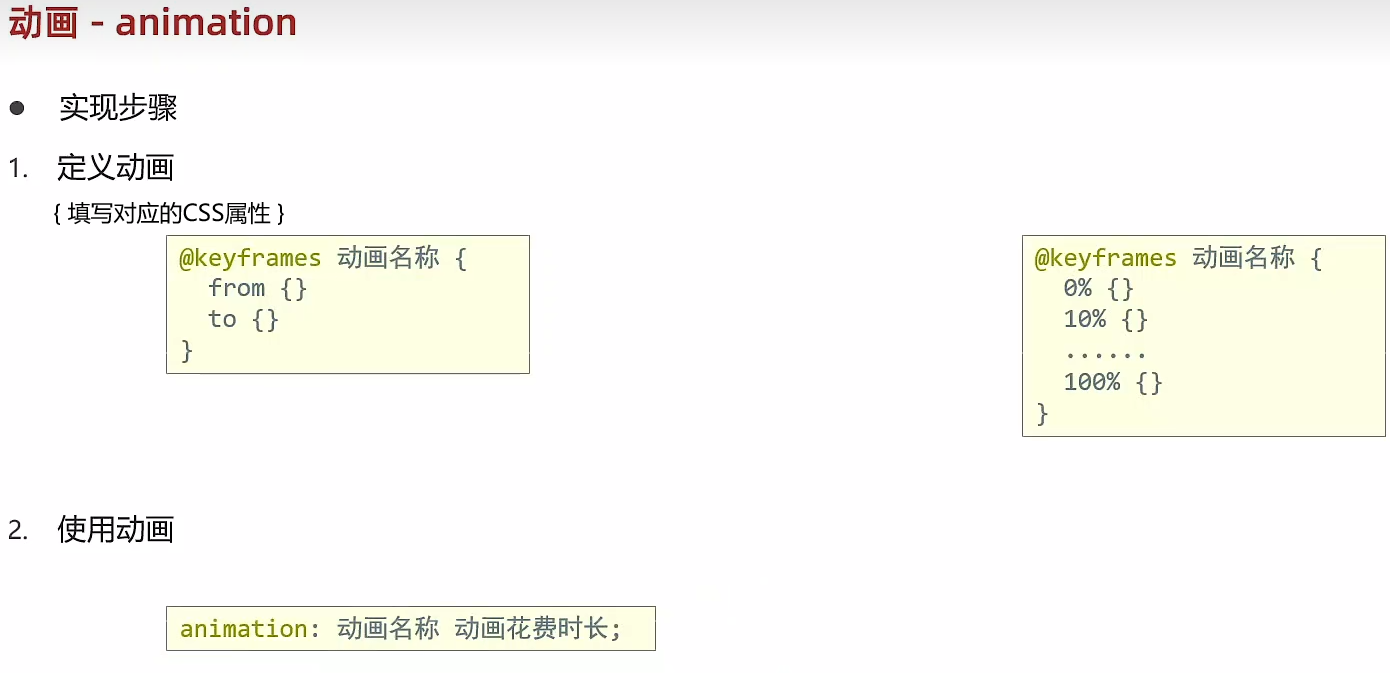 动画 - animation
● 实现步骤
1. 定义动画
{ 填写对应的CSS属性 }
@keyframes 动画名称 {
from {}
to {}
}
@keyframes 动画名称 {
0% {}
10% {}
......
100% {}
}
2. 使用动画
animation: 动画名称 动画花费时长;